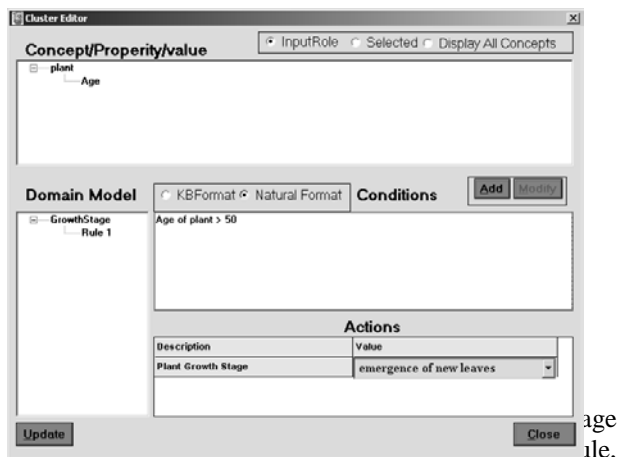 Cluster Editor
Concept/Properity/value
InputRole Selected Display All Concepts
plant
Age
Domain Model
KBFormat Natural Format
Conditions
Add Modify
GrowthStage
Rule 1
Age of plant > 50
Actions
Description Value
Plant Growth Stage emergence of new leaves
Update
Close
age
ule,